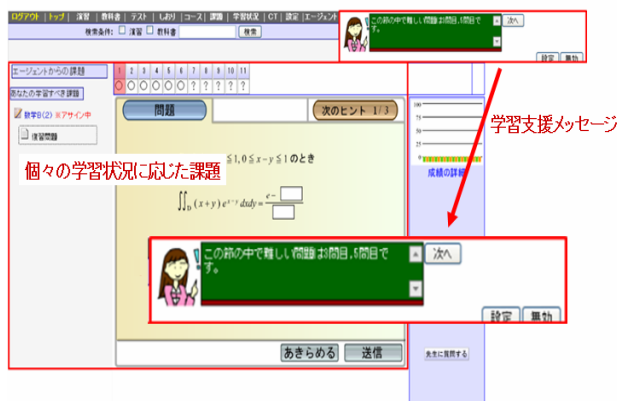 ログアウト | トップ | 演習 | 教科書 | テスト | しおり | コース | 課題 | 学習状況 | CT | 設定 | エージェント
検索条件: 演習 教科書 検索
この節の中で難しい問題は3問目,5問目です。
次へ
設定 無効
エージェントからの課題
あなたの学習すべき課題
数学B(2) ※アサイン中
復習問題
個々の学習状況に応じた課題
1 2 3 4 5 6 7 8 9 10 11
○ ○ ○ ○ ○ ? ? ? ? ? ?
問題
次のヒント 1/3
≦1,0≦x-y≦1のとき
∬D (x+y)e^{x-y} dxdy = e-
100
75
50
25
0
成績の詳細
学習支援メッセージ
この節の中で難しい問題は3問目,5問目です。
次へ
設定 無効
あきらめる 送信
先生に質問する